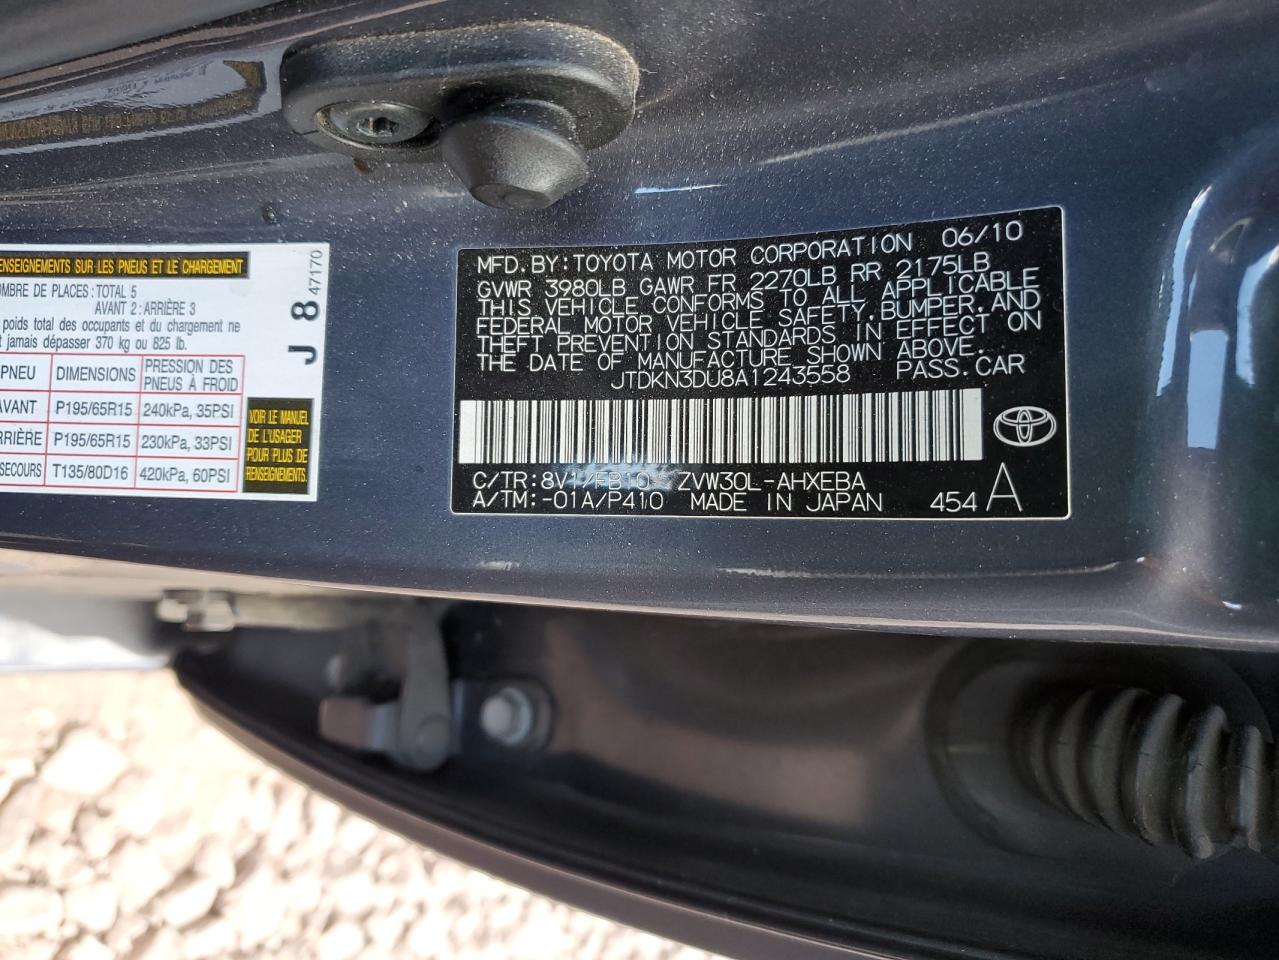 ENSEIGNEMENTS SUR LES PNEUS ET LE CHARGEMENT
OMBRE DE PLACES: TOTAL 5
AVANT 2: ARRIÈRE 3
poids total des occupants et du chargement ne
t jamais dépasser 370 kg ou 825 lb.
PNEU DIMENSIONS PRESSION DES PNEUS À FROID
AVANT P195/65R15 240kPa, 35PSI
RRIÈRE P195/65R15 230kPa, 33PSI
SECOURS T135/80D16 420kPa, 60PSI
VOIR LE MANUEL
DE L'USAGER
POUR PLUS DE
RENSEIGNEMENTS.
J 8 47170
MFD. BY: TOYOTA MOTOR CORPORATION 06/10
GVWR 3980LB GAWR FR 2270LB RR 2175LB
THIS VEHICLE CONFORMS TO ALL APPLICABLE
FEDERAL MOTOR VEHICLE SAFETY, BUMPER, AND
THEFT PREVENTION STANDARDS IN EFFECT ON
THE DATE OF MANUFACTURE SHOWN ABOVE.
JTDKN3DU8A1243558 PASS. CAR
C/TR: 8V1/FB10 ZVW30L-AHXEBA
A/TM: -01A/P410 MADE IN JAPAN 454 A